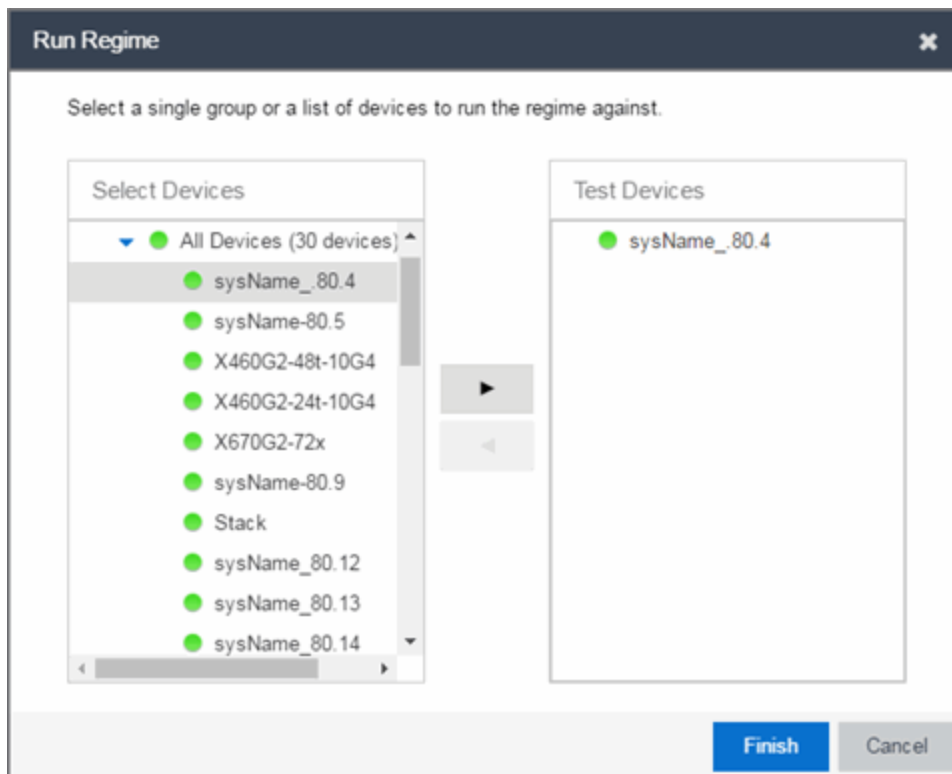 Run Regime
Select a single group or a list of devices to run the regime against.
Select Devices
All Devices (30 devices)
sysName_.80.4
sysName-80.5
X460G2-48t-10G4
X460G2-24t-10G4
X670G2-72x
sysName-80.9
Stack
sysName_80.12
sysName_80.13
sysName_80.14
Test Devices
sysName_.80.4
Finish Cancel